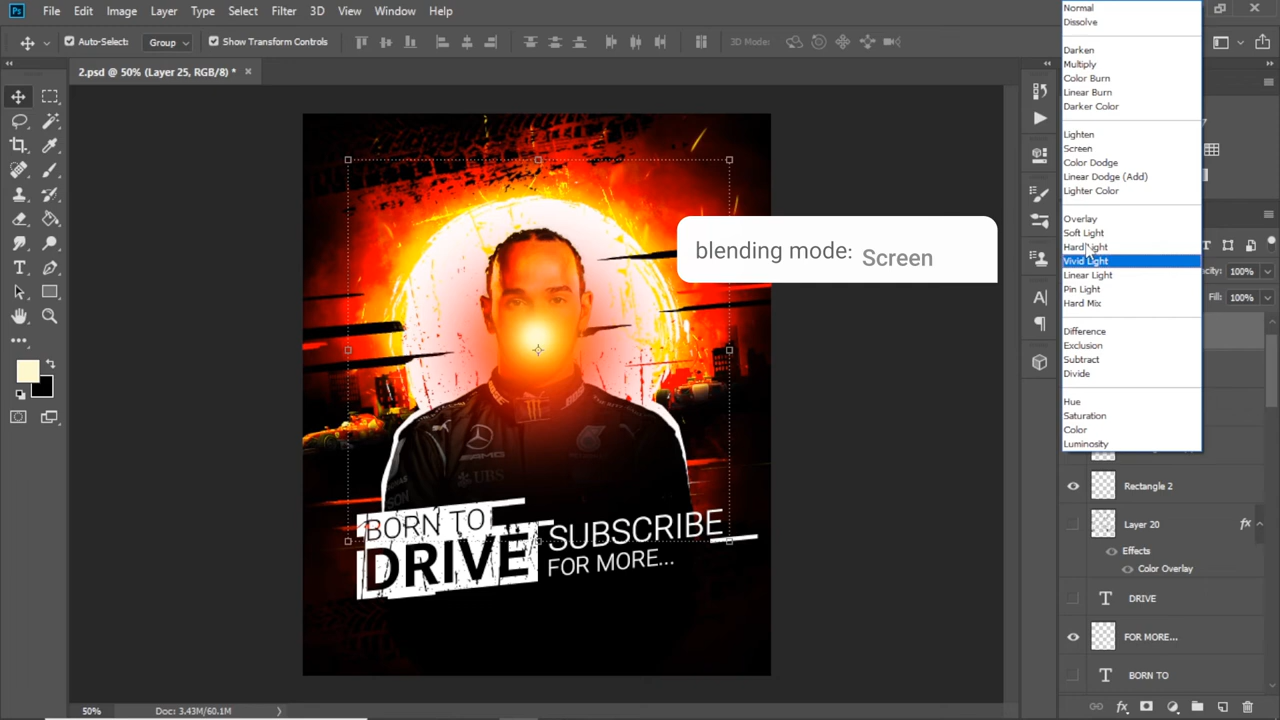 Ps File Edit Image Layer Type Select Filter 3D View Window Help
Auto-Select: Group Show Transform Controls 3D Mode:
2.psd @ 50% (Layer 25, RGB/8) *
Normal
Dissolve
Darken
Multiply
Color Burn
Linear Burn
Darker Color
Lighten
Screen
Color Dodge
Linear Dodge (Add)
Lighter Color
Overlay
Soft Light
Hard Light
Vivid Light
Linear Light
Pin Light
Hard Mix
Difference
Exclusion
Subtract
Divide
Hue
Saturation
Color
Luminosity
blending mode: Screen
100%
Fill: 100%
AMG
UBS
BORN TO
DRIVE
SUBSCRIBE
FOR MORE...
Rectangle 2
Layer 20 fx
Effects
Color Overlay
T DRIVE
FOR MORE...
T BORN TO
50% Doc: 3.43M/60.1M